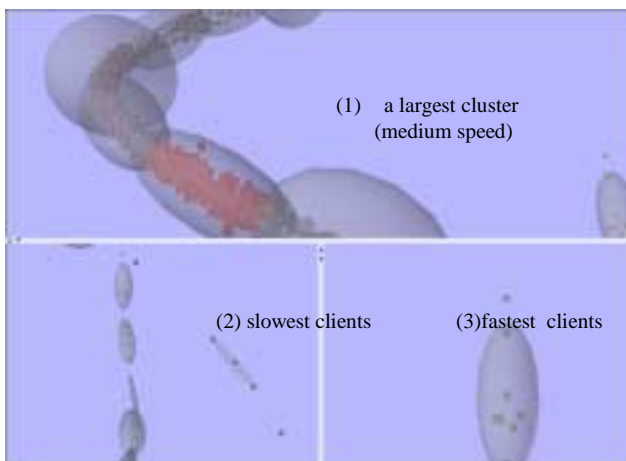 (1) a largest cluster
(medium speed)
(2) slowest clients
(3)fastest clients